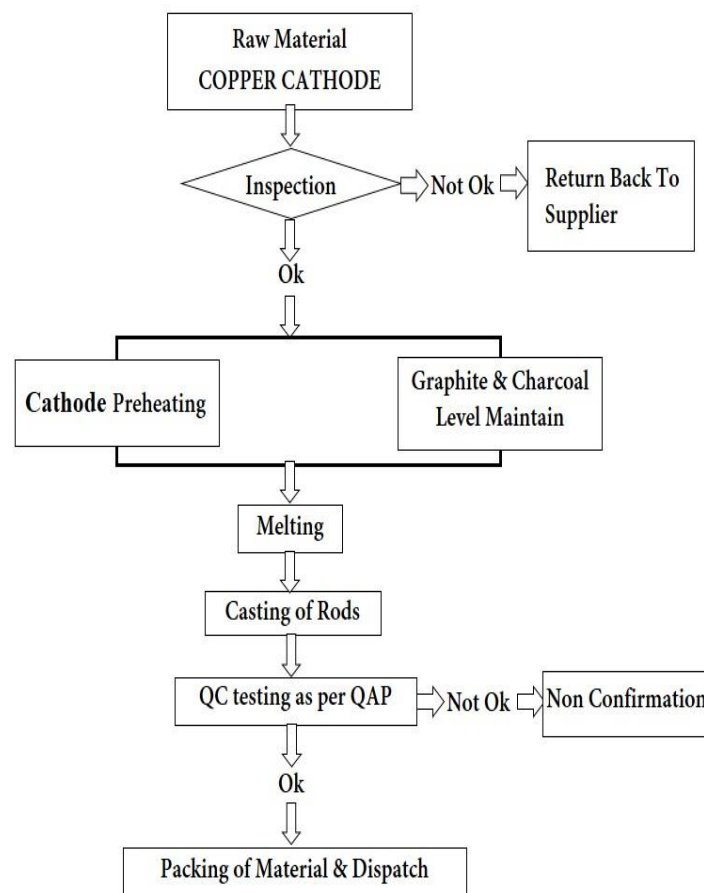 Raw Material
COPPER CATHODE
Inspection
Not Ok
Return Back To
Supplier
Ok
Cathode Preheating
Graphite & Charcoal
Level Maintain
Melting
Casting of Rods
QC testing as per QAP
Not Ok
Non Confirmation
Ok
Packing of Material & Dispatch